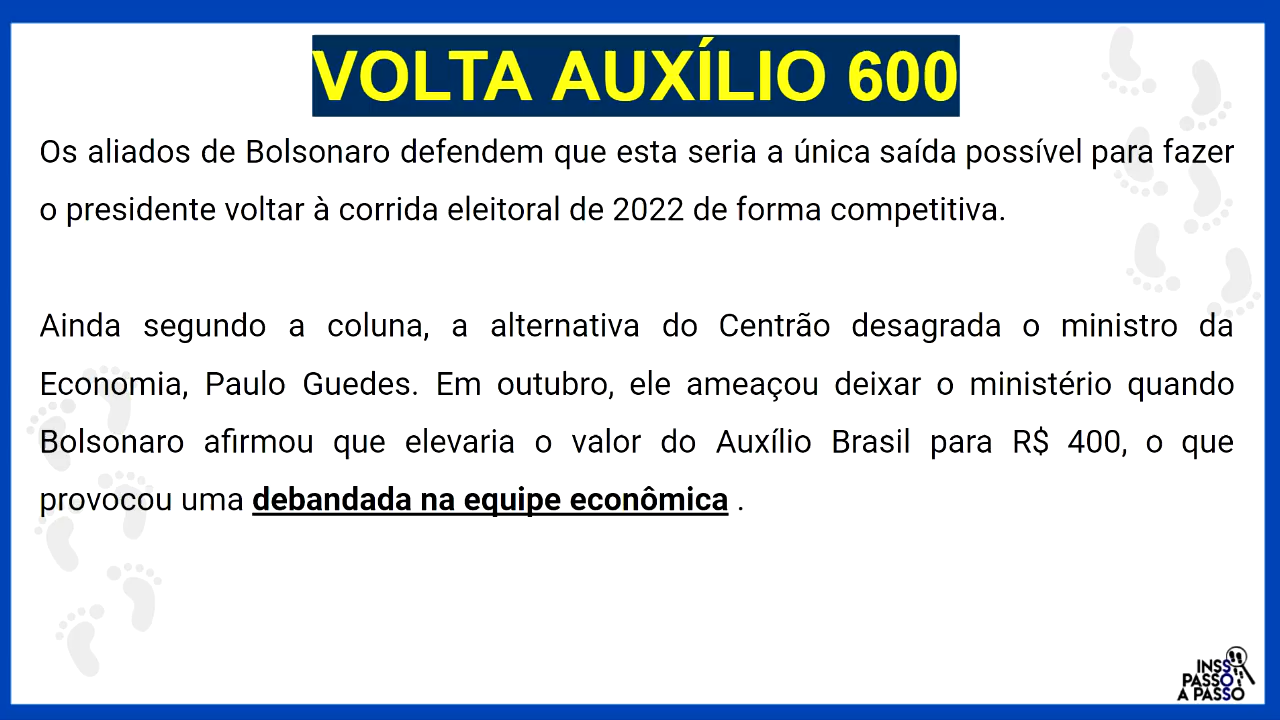 VOLTA AUXÍLIO 600
Os aliados de Bolsonaro defendem que esta seria a única saída possível para fazer
o presidente voltar à corrida eleitoral de 2022 de forma competitiva.
Ainda segundo a coluna, a alternativa do Centrão desagrada o ministro da
Economia, Paulo Guedes. Em outubro, ele ameaçou deixar o ministério quando
Bolsonaro afirmou que elevaria o valor do Auxílio Brasil para R$ 400, o que
provocou uma debandada na equipe econômica .
INSS
PASSO
A PASSO